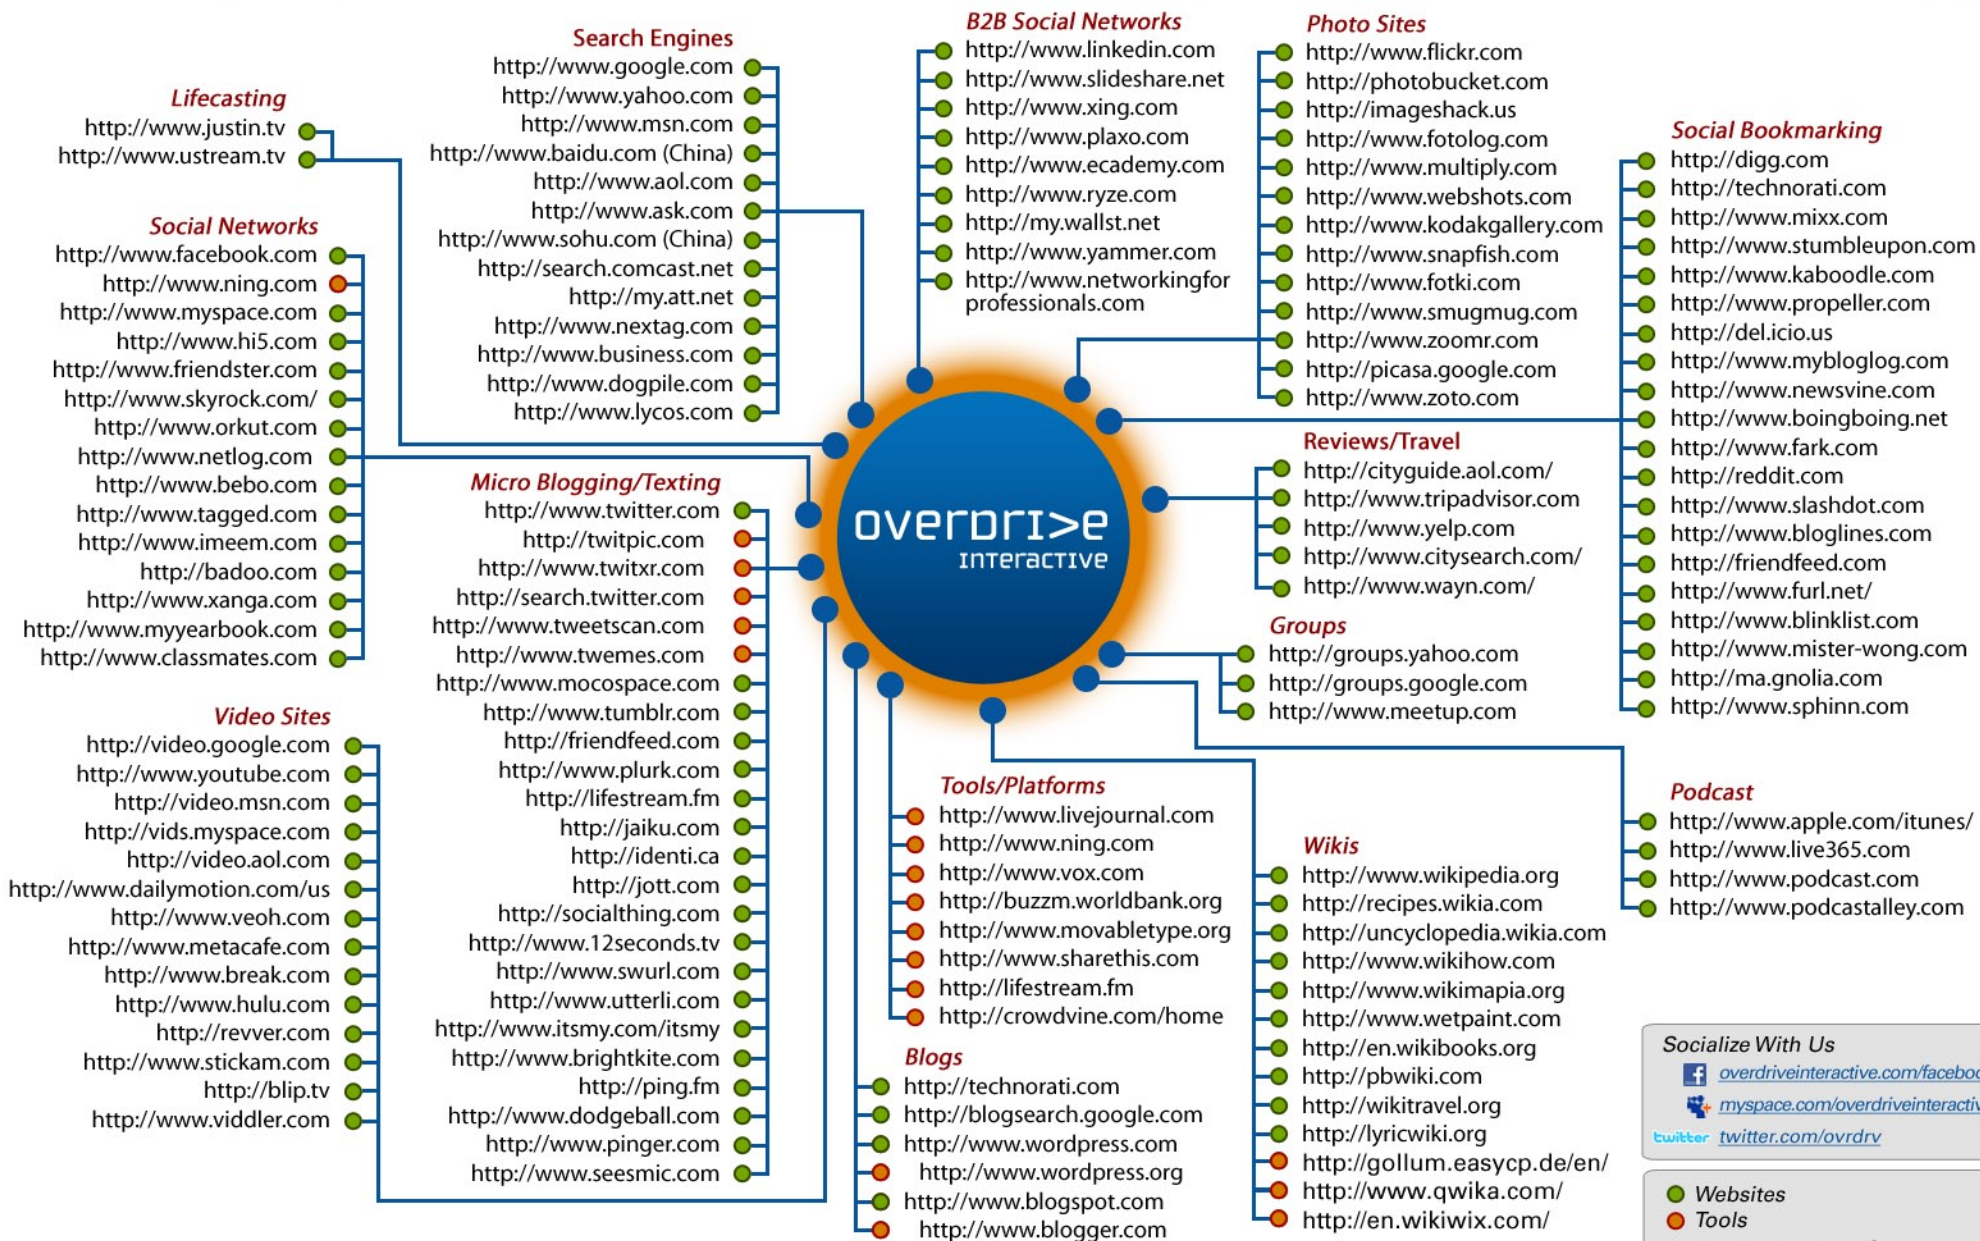 Lifecasting
http://www.justin.tv
http://www.ustream.tv
Social Networks
http://www.facebook.com
http://www.ning.com
http://www.myspace.com
http://www.hi5.com
http://www.friendster.com
http://www.skyrock.com/
http://www.orkut.com
http://www.netlog.com
http://www.bebo.com
http://www.tagged.com
http://www.imeem.com
http://badoo.com
http://www.xanga.com
http://www.myyearbook.com
http://www.classmates.com
Video Sites
http://video.google.com
http://www.youtube.com
http://video.msn.com
http://vids.myspace.com
http://video.aol.com
http://www.dailymotion.com/us
http://www.veoh.com
http://www.metacafe.com
http://www.break.com
http://www.hulu.com
http://revver.com
http://www.stickam.com
http://blip.tv
http://www.viddler.com
Search Engines
http://www.google.com
http://www.yahoo.com
http://www.msn.com
http://www.baidu.com (China)
http://www.aol.com
http://www.ask.com
http://www.sohu.com (China)
http://search.comcast.net
http://my.att.net
http://www.nextag.com
http://www.business.com
http://www.dogpile.com
http://www.lycos.com
Micro Blogging/Texting
http://www.twitter.com
http://twitpic.com
http://www.twitxr.com
http://search.twitter.com
http://www.tweetscan.com
http://www.twemes.com
http://www.mocospace.com
http://www.tumblr.com
http://friendfeed.com
http://www.plurk.com
http://lifestream.fm
http://jaiku.com
http://identi.ca
http://jott.com
http://socialthing.com
http://www.12seconds.tv
http://www.swurl.com
http://www.utterli.com
http://www.itsmy.com/itsmy
http://www.brightkite.com
http://ping.fm
http://www.dodgeball.com
http://www.pinger.com
http://www.seesmic.com
B2B Social Networks
http://www.linkedin.com
http://www.slideshare.net
http://www.xing.com
http://www.plaxo.com
http://www.ecademy.com
http://www.ryze.com
http://my.wallst.net
http://www.yammer.com
http://www.networkingfor
professionals.com
overdri>e
interactive
Tools/Platforms
http://www.livejournal.com
http://www.ning.com
http://www.vox.com
http://buzzm.worldbank.org
http://www.movabletype.org
http://www.sharethis.com
http://lifestream.fm
http://crowdvine.com/home
Blogs
http://technorati.com
http://blogsearch.google.com
http://www.wordpress.com
http://www.wordpress.org
http://www.blogspot.com
http://www.blogger.com
Photo Sites
http://www.flickr.com
http://photobucket.com
http://imageshack.us
http://www.fotolog.com
http://www.multiply.com
http://www.webshots.com
http://www.kodakgallery.com
http://www.snapfish.com
http://www.fotki.com
http://www.smugmug.com
http://www.zoomr.com
http://picasa.google.com
http://www.zoto.com
Reviews/Travel
http://cityguide.aol.com/
http://www.tripadvisor.com
http://www.yelp.com
http://www.citysearch.com/
http://www.wayn.com/
Groups
http://groups.yahoo.com
http://groups.google.com
http://www.meetup.com
Wikis
http://www.wikipedia.org
http://recipes.wikia.com
http://uncyclopedia.wikia.com
http://www.wikihow.com
http://www.wikimapia.org
http://www.wetpaint.com
http://en.wikibooks.org
http://pbwiki.com
http://wikitravel.org
http://lyricwiki.org
http://gollum.easycp.de/en/
http://www.qwika.com/
http://en.wikiwix.com/
Social Bookmarking
http://digg.com
http://technorati.com
http://www.mixx.com
http://www.stumbleupon.com
http://www.kaboodle.com
http://www.propeller.com
http://del.icio.us
http://www.mybloglog.com
http://www.newsvine.com
http://www.boingboing.net
http://www.fark.com
http://reddit.com
http://www.slashdot.com
http://www.bloglines.com
http://friendfeed.com
http://www.furl.net/
http://www.blinklist.com
http://www.mister-wong.com
http://ma.gnolia.com
http://www.sphinn.com
Podcast
http://www.apple.com/itunes/
http://www.live365.com
http://www.podcast.com
http://www.podcastalley.com
Socialize With Us
f
twitter twitter.com/ovrdrv
Websites
Tools